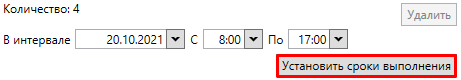 Количество: 4 Удалить
В интервале 20.10.2021 С 8:00 По 17:00
Установить сроки выполнения